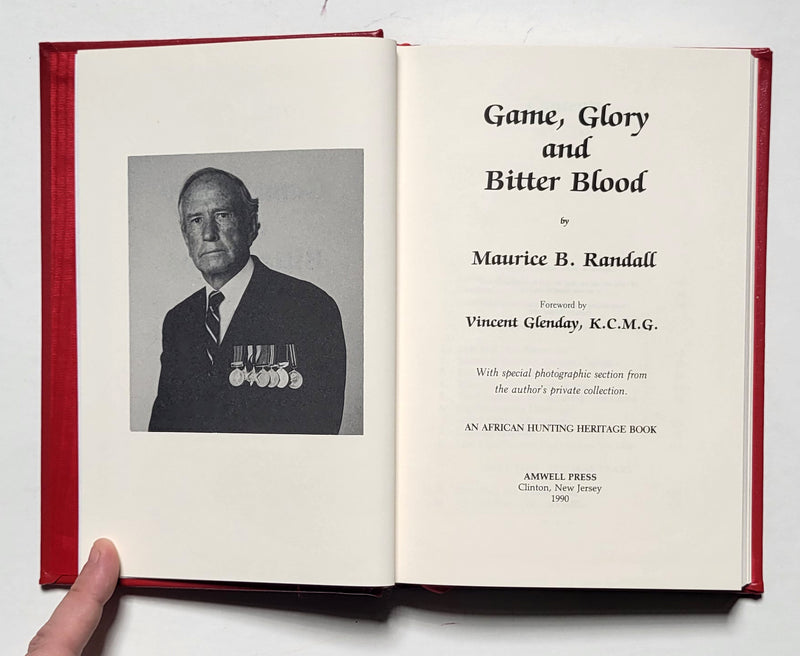 Game, Glory
and
Bitter Blood
by
Maurice B. Randall
Foreword by
Vincent Glenday, K.C.M.G.
With special photographic section from
the author's private collection.
AN AFRICAN HUNTING HERITAGE BOOK
AMWELL PRESS
Clinton, New Jersey
1990